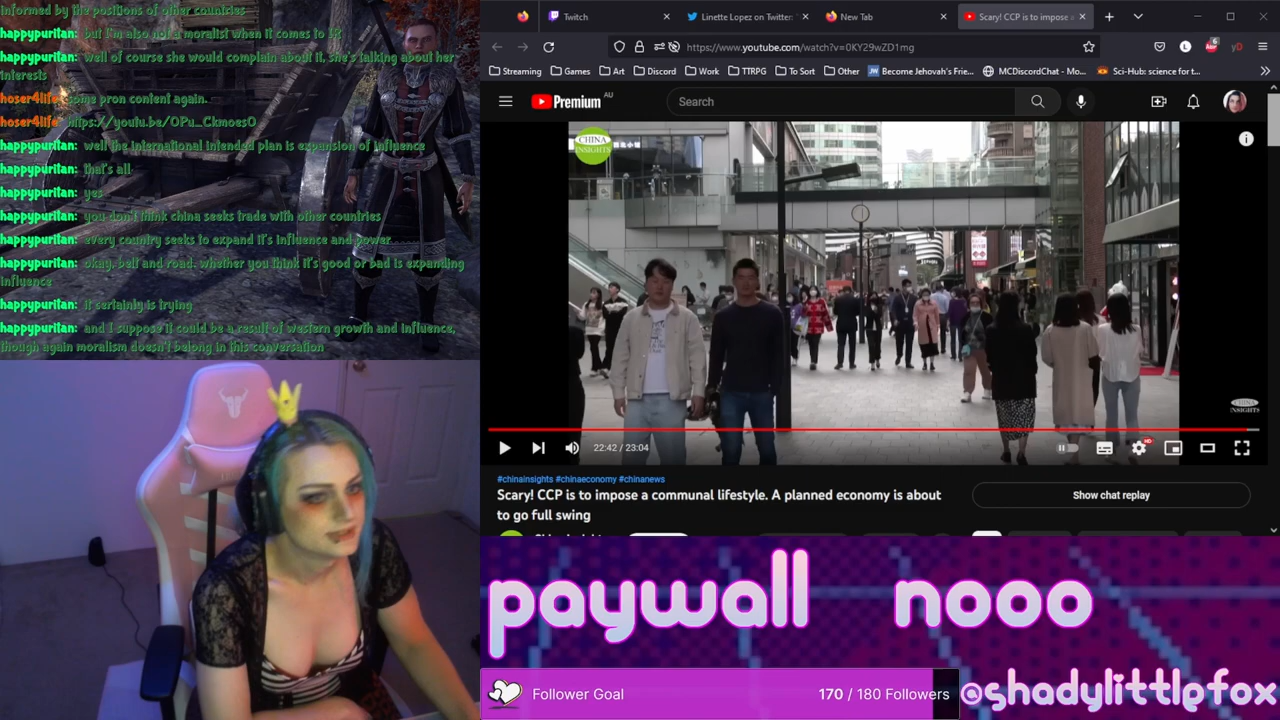 informed by the positions of other countries
happypuritan: but I'm also not a moralist when it comes to IR
happypuritan: well of course she would complain about it, she's talking about her
interests
hoser4life: some pron content again.
hoser4life: https://youtu.be/OPu_CkmoesO
happypuritan: well the international intended plan is expansion of influence
happypuritan: that's all
happypuritan: yes
happypuritan: you don't think china seeks trade with other countries
happypuritan: every country seeks to expand it's influence and power
happypuritan: okay, belt and road, whether you think it's good or bad is expanding
influence
happypuritan: it certainly is trying
happypuritan: and I suppose it could be a result of western growth and influence,
though again moralism doesn't belong in this conversation
Twitch
Linette Lopez on Twitter:
New Tab
Scary! CCP is to impose a
https://www.youtube.com/watch?v=0KY29wZD1mg
Streaming Games Art Discord Work TTRPG To Sort Other Become Jehovah's Frie... MCDiscordChat - Mo... Sci-Hub: science for t...
Premium AU
Search
CHINA
INSIGHTS
CHINA
INSIGHTS
22:42 / 23:04
HD
#chinainsights #chinaeconomy #chinanews
Scary! CCP is to impose a communal lifestyle. A planned economy is about
to go full swing
Show chat replay
paywall nooo
Follower Goal 170 / 180 Followers
@shadylittlefox